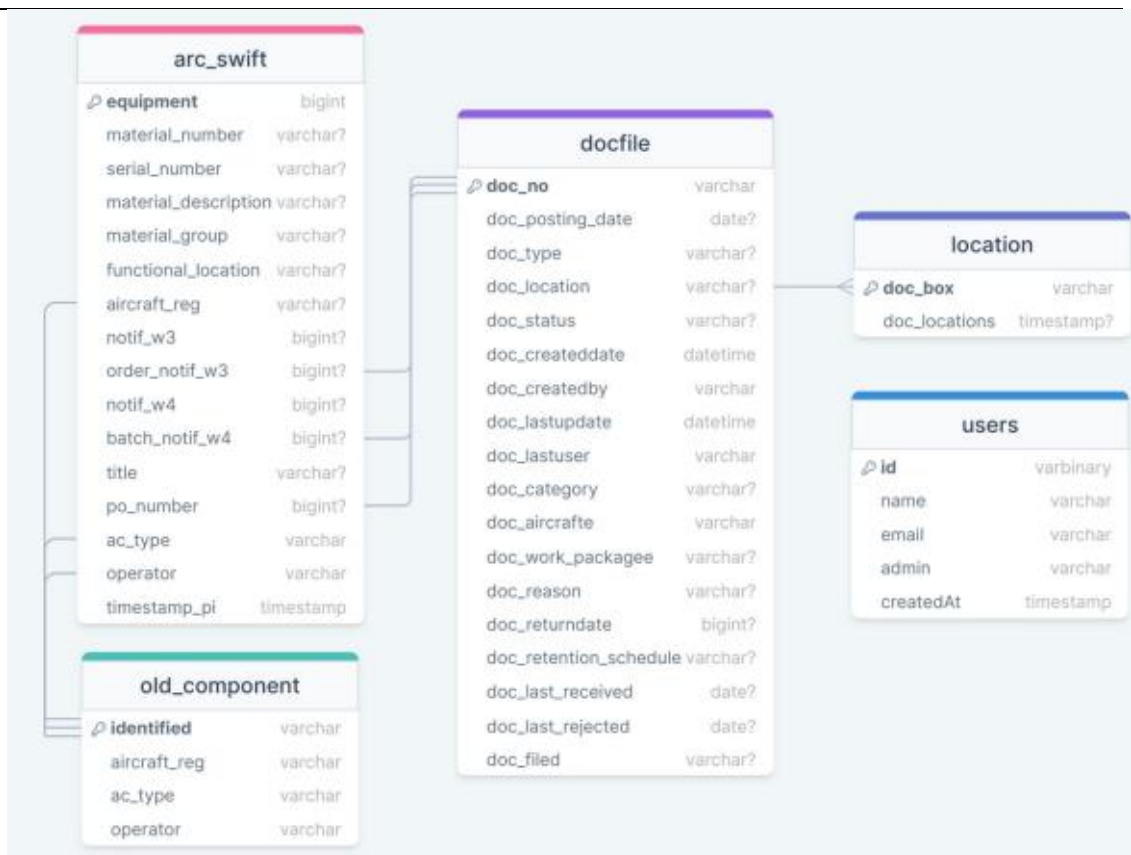 arc_swift
equipment bigint
material_number varchar?
serial_number varchar?
material_description varchar?
material_group varchar?
functional_location varchar?
aircraft_reg varchar?
notif_w3 bigint?
order_notif_w3 bigint?
notif_w4 bigint?
batch_notif_w4 bigint?
title varchar?
po_number bigint?
ac_type varchar
operator varchar
timestamp_pi timestamp
old_component
identified varchar
aircraft_reg varchar
ac_type varchar
operator varchar
docfile
doc_no varchar
doc_posting_date date?
doc_type varchar?
doc_location varchar?
doc_status varchar?
doc_createddate datetime
doc_createdby varchar
doc_lastupdate datetime
doc_lastuser varchar
doc_category varchar?
doc_aircrafte varchar
doc_work_packagee varchar?
doc_reason varchar?
doc_returndate bigint?
doc_retention_schedule varchar?
doc_last_received date?
doc_last_rejected date?
doc_filed varchar?
location
doc_box varchar
doc_locations timestamp?
users
id varbinary
name varchar
email varchar
admin varchar
createdAt timestamp